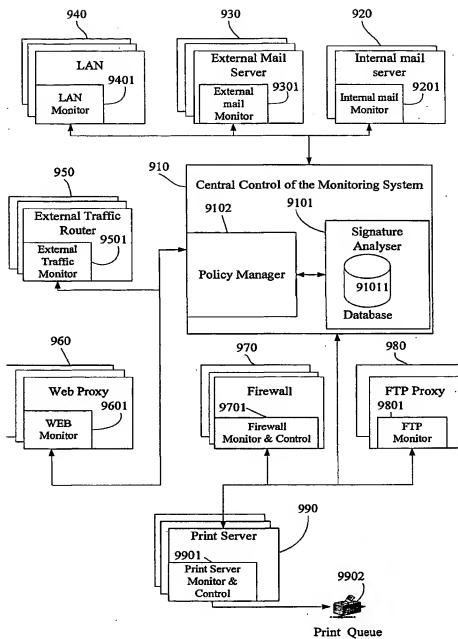 940
930
920
LAN
9401
LAN
Monitor
External Mail
Server
9301
External
mail
Monitor
Internal mail
server
9201
Internal mail
Monitor
910
Central Control of the Monitoring System
9102
Policy Manager
9101
Signature
Analyser
91011
Database
950
External Traffic
Router
9501
External
Traffic
Monitor
960
Web Proxy
9601
WEB
Monitor
970
Firewall
9701
Firewall
Monitor & Control
980
FTP Proxy
9801
FTP
Monitor
990
Print Server
9901
Print Server
Monitor &
Control
9902
Print Queue